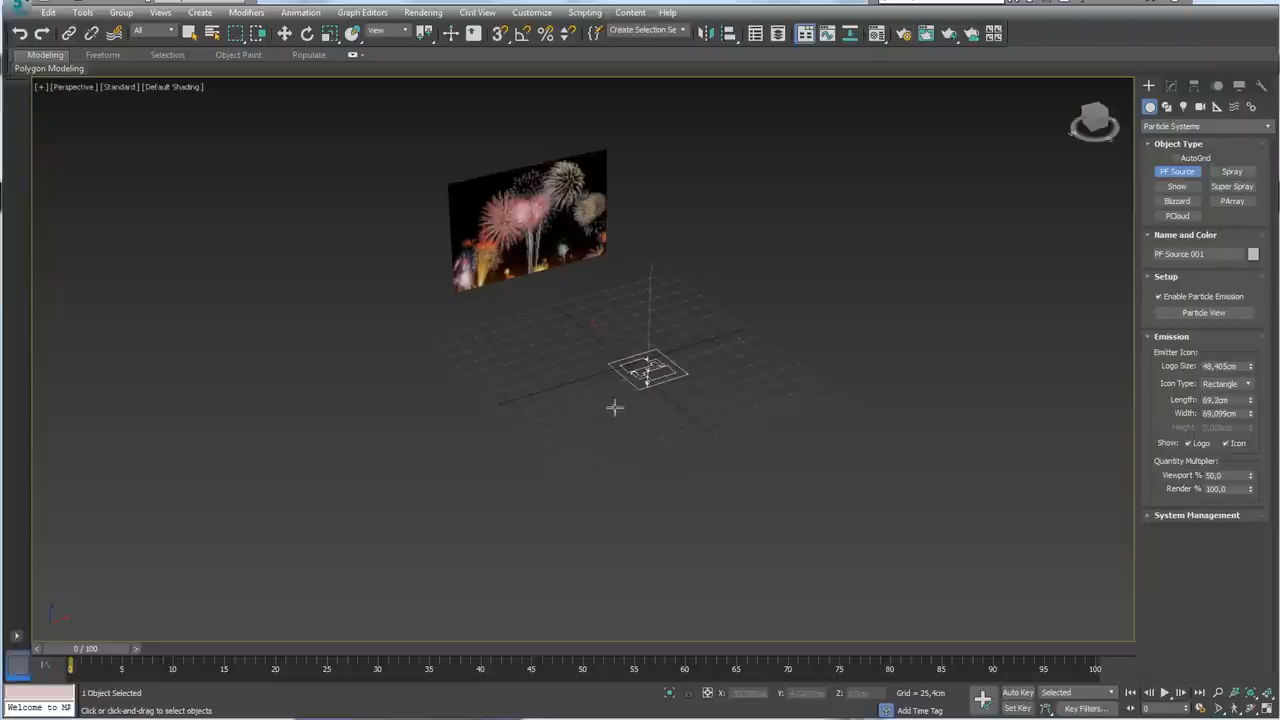 Edit Tools Group Views Create Modifiers Animation Graph Editors Rendering Civil View Customize Scripting Content Help
All View Create Selection Se
Modeling Freeform Selection Object Paint Populate
Polygon Modeling
[+] [Perspective] [Standard] [Default Shading]
Particle Systems
Object Type
AutoGrid
PF Source Spray
Snow Super Spray
Blizzard PArray
PCloud
Name and Color
PF Source 001
Setup
Enable Particle Emission
Particle View
Emission
Emitter Icon:
Logo Size: 48,405cm
Icon Type: Rectangle
Length: 69,2cm
Width: 69,099cm
Height:
Show: Logo Icon
Quantity Multiplier:
Viewport % 50,0
Render % 100,0
System Management
0 / 100
0 5 10 15 20 25 30 35 40 45 50 55 60 65 70 75 80 85 90 95 100
1 Object Selected X: Y: Z: Grid = 25,4cm Auto Key Selected
Welcome to MA Click or click-and-drag to select objects Add Time Tag Set Key Key Filters... 0